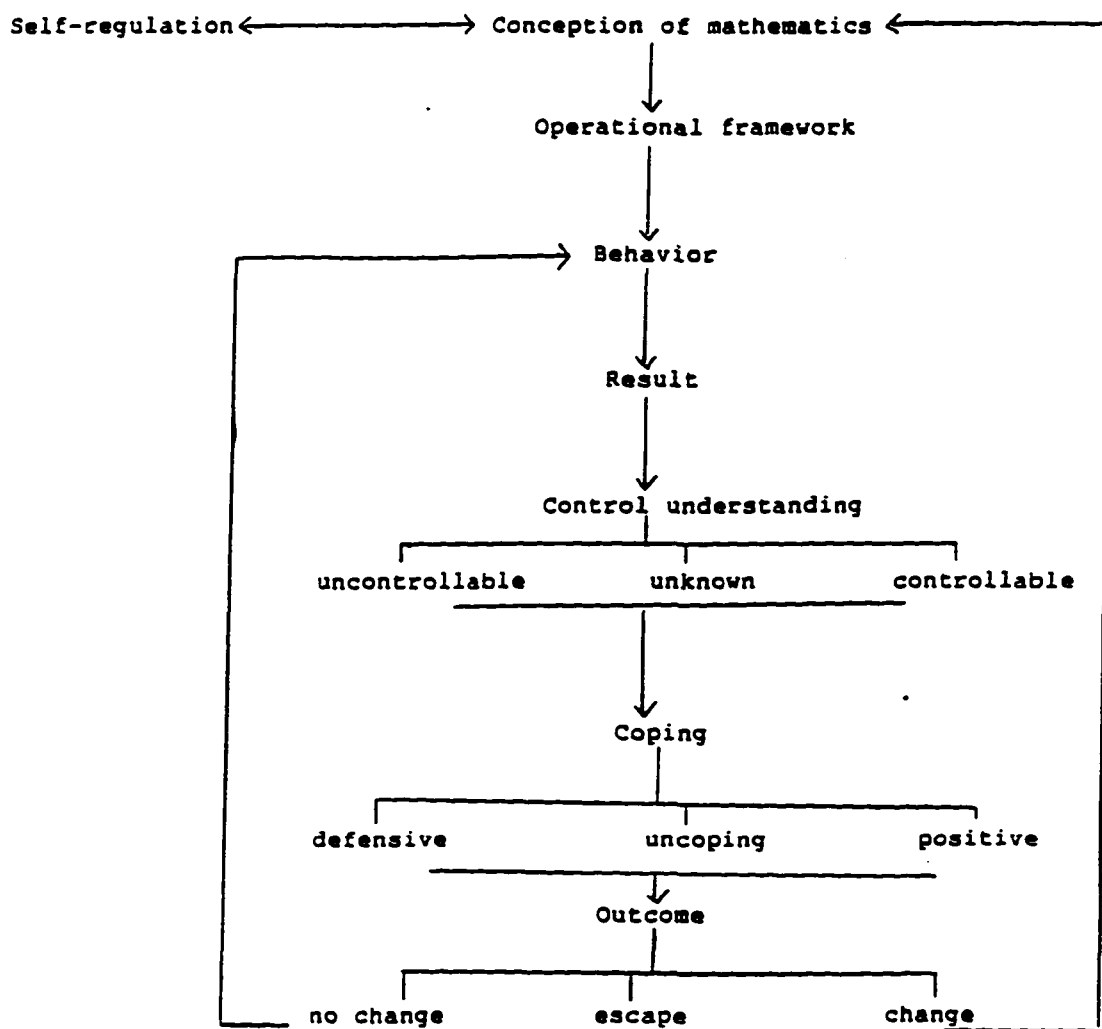 Self-regulation Conception of mathematics
Operational framework
Behavior
Result
Control understanding
uncontrollable unknown controllable
Coping
defensive uncoping positive
Outcome
no change escape change